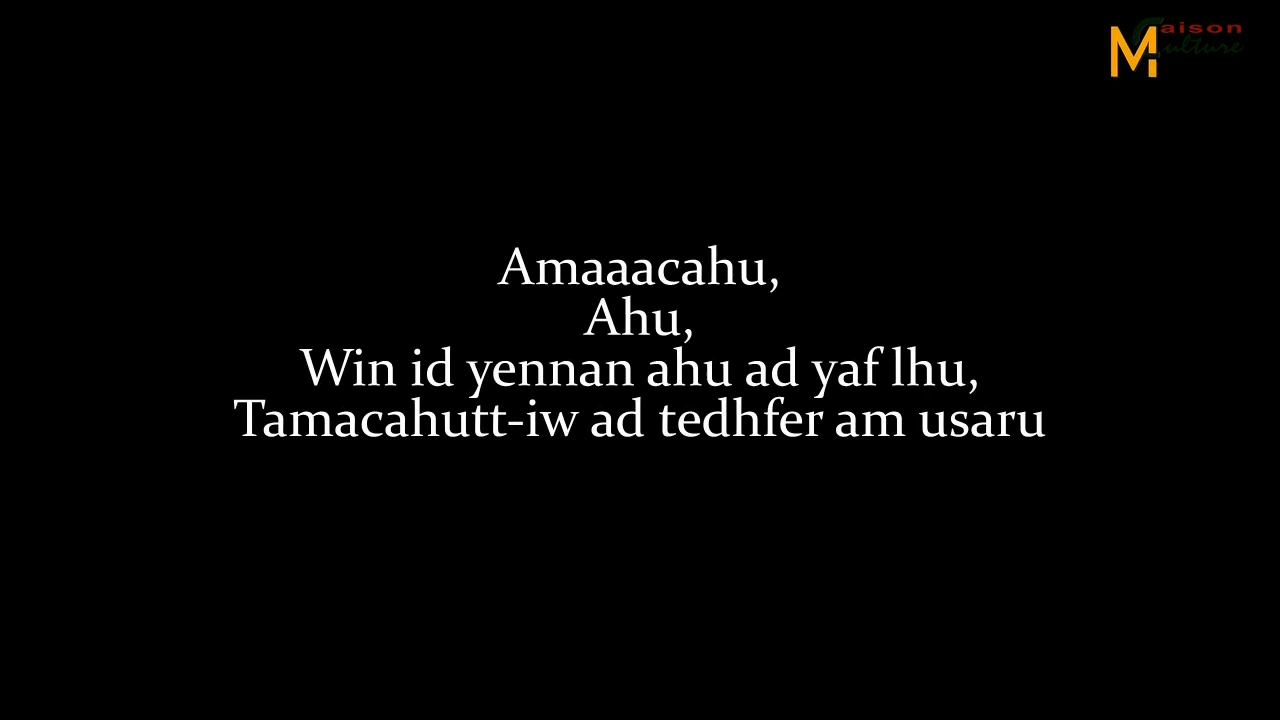 Maison
Culture
Amaaacahu,
Ahu,
Win id yennan ahu ad yaf lhu,
Tamacahutt-iw ad tedhfer am usaru